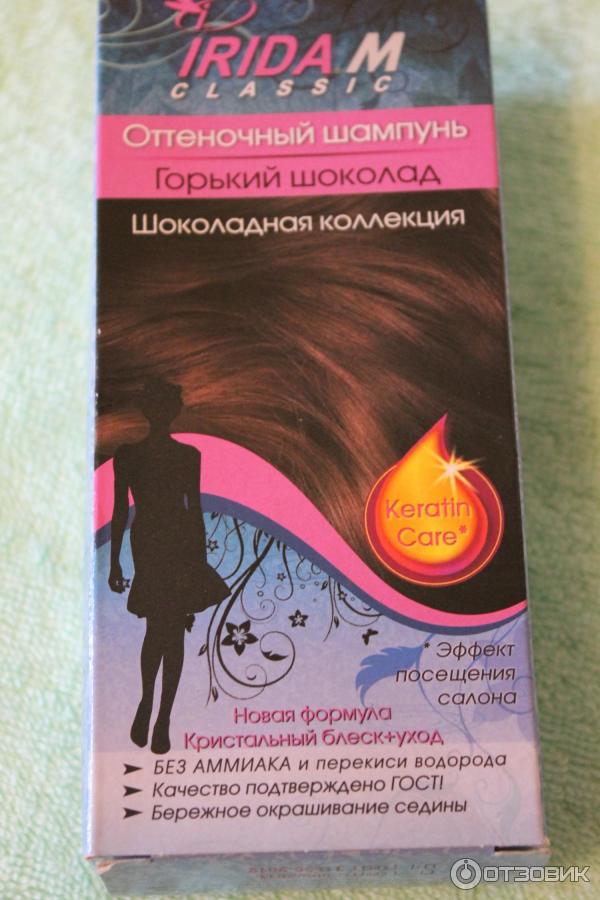 IRIDA M
CLASSIC
Оттеночный шампунь
Горький шоколад
Шоколадная коллекция
Keratin
Care*
* Эффект
посещения
салона
Новая формула
Кристальный блеск+уход
➤ БЕЗ АММИАКА и перекиси водорода
➤ Качество подтверждено ГОСТ!
➤ Бережное окрашивание седины
ОТЗОВИК